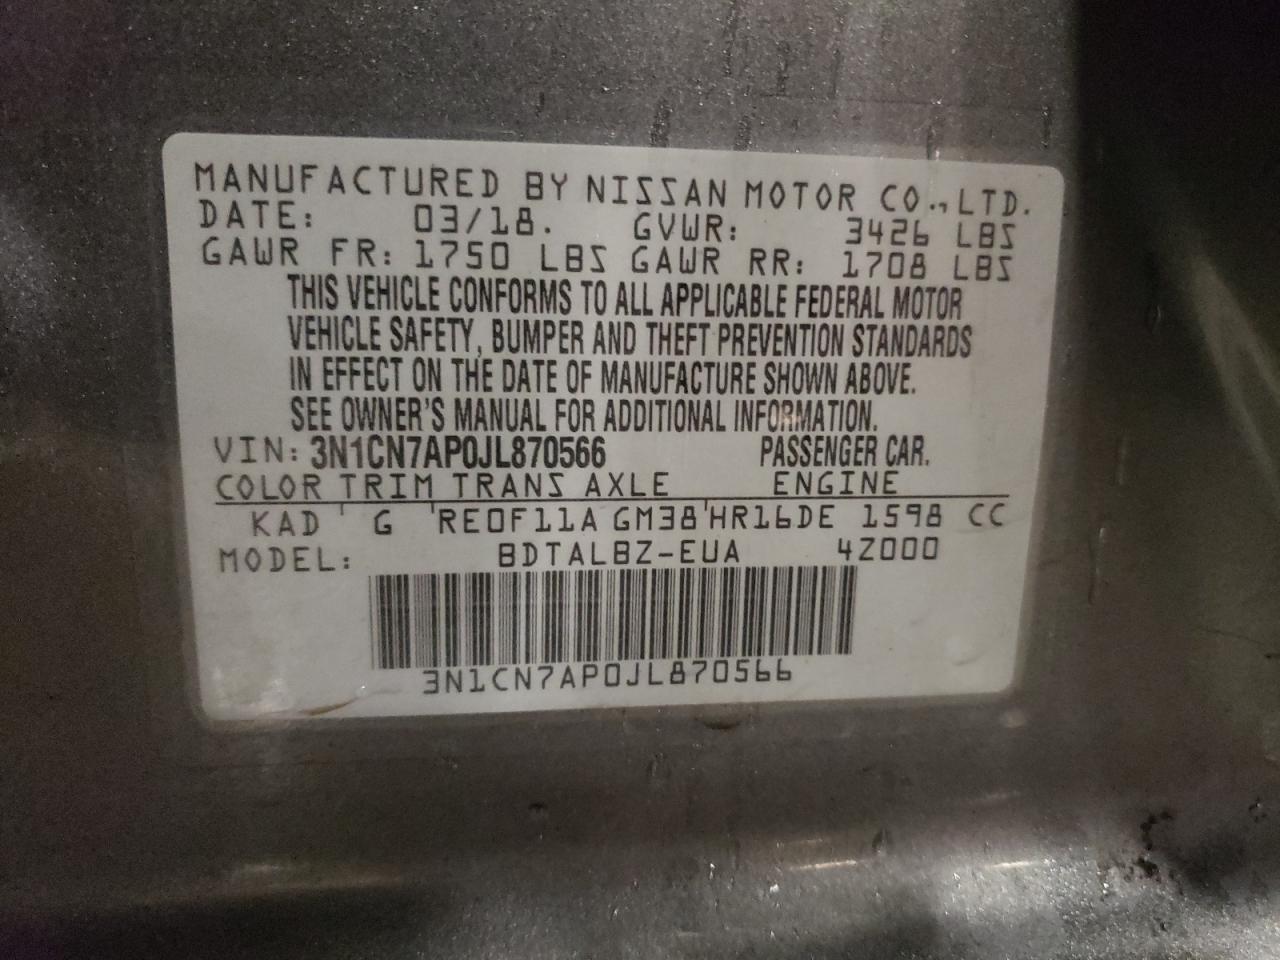 MANUFACTURED BY NISSAN MOTOR CO., LTD.
DATE: 03/18. GVWR: 3426 LBS
GAWR FR: 1750 LBS GAWR RR: 1708 LBS
THIS VEHICLE CONFORMS TO ALL APPLICABLE FEDERAL MOTOR
VEHICLE SAFETY, BUMPER AND THEFT PREVENTION STANDARDS
IN EFFECT ON THE DATE OF MANUFACTURE SHOWN ABOVE.
SEE OWNER'S MANUAL FOR ADDITIONAL INFORMATION.
VIN: 3N1CN7AP0JL870566 PASSENGER CAR.
COLOR TRIM TRANS AXLE ENGINE
KAD G RE0F11A GM38 HR16DE 1598 CC
MODEL: BDTALBZ-EUA 4Z000
3N1CN7AP0JL870566